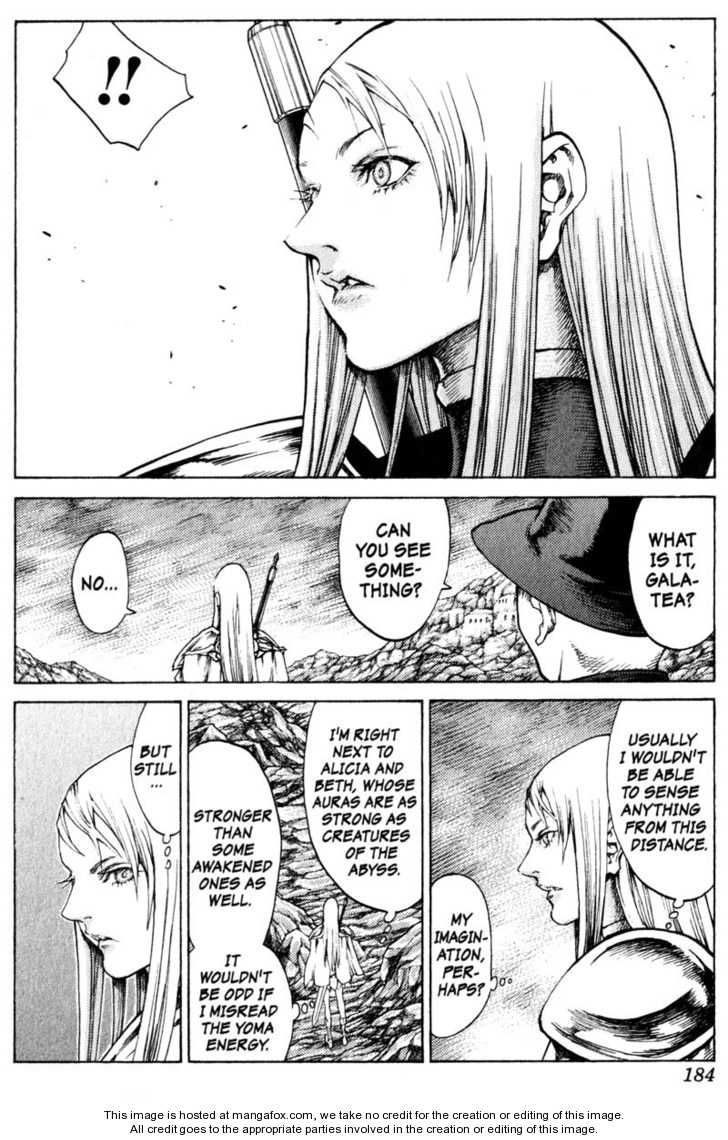 !!
WHAT
IS IT,
GALA-
TEA?
CAN
YOU SEE
SOME-
THING?
NO...
USUALLY
I WOULDN'T
BE ABLE
TO SENSE
ANYTHING
FROM THIS
DISTANCE.
MY
IMAGIN-
ATION,
PER-
HAPS?
I'M RIGHT
NEXT TO
ALICIA AND
BETH, WHOSE
AURAS ARE AS
STRONG AS
CREATURES
OF THE
ABYSS.
STRONGER
THAN
SOME
AWAKENED
ONES AS
WELL.
IT
WOULDN'T
BE ODD IF
I MISREAD
THE YOMA
ENERGY.
BUT
STILL
...
184
This image is hosted at mangafox.com, we take no credit for the creation or editing of this image.
All credit goes to the appropriate parties involved in the creation or editing of this image.